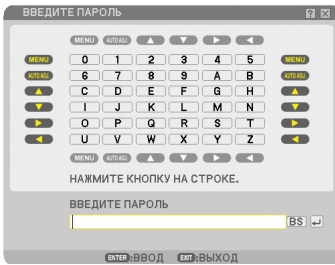 ВВЕДИТЕ ПАРОЛЬ
MENU AUTO ADJ.
MENU 0 1 2 3 4 5 MENU
AUTO ADJ. 6 7 8 9 A B AUTO ADJ.
C D E F G H
I J K L M N
O P Q R S T
U V W X Y Z
MENU AUTO ADJ.
НАЖМИТЕ КНОПКУ НА СТРОКЕ.
ВВЕДИТЕ ПАРОЛЬ
BS
ENTER:ВВОД EXIT:ВЫХОД